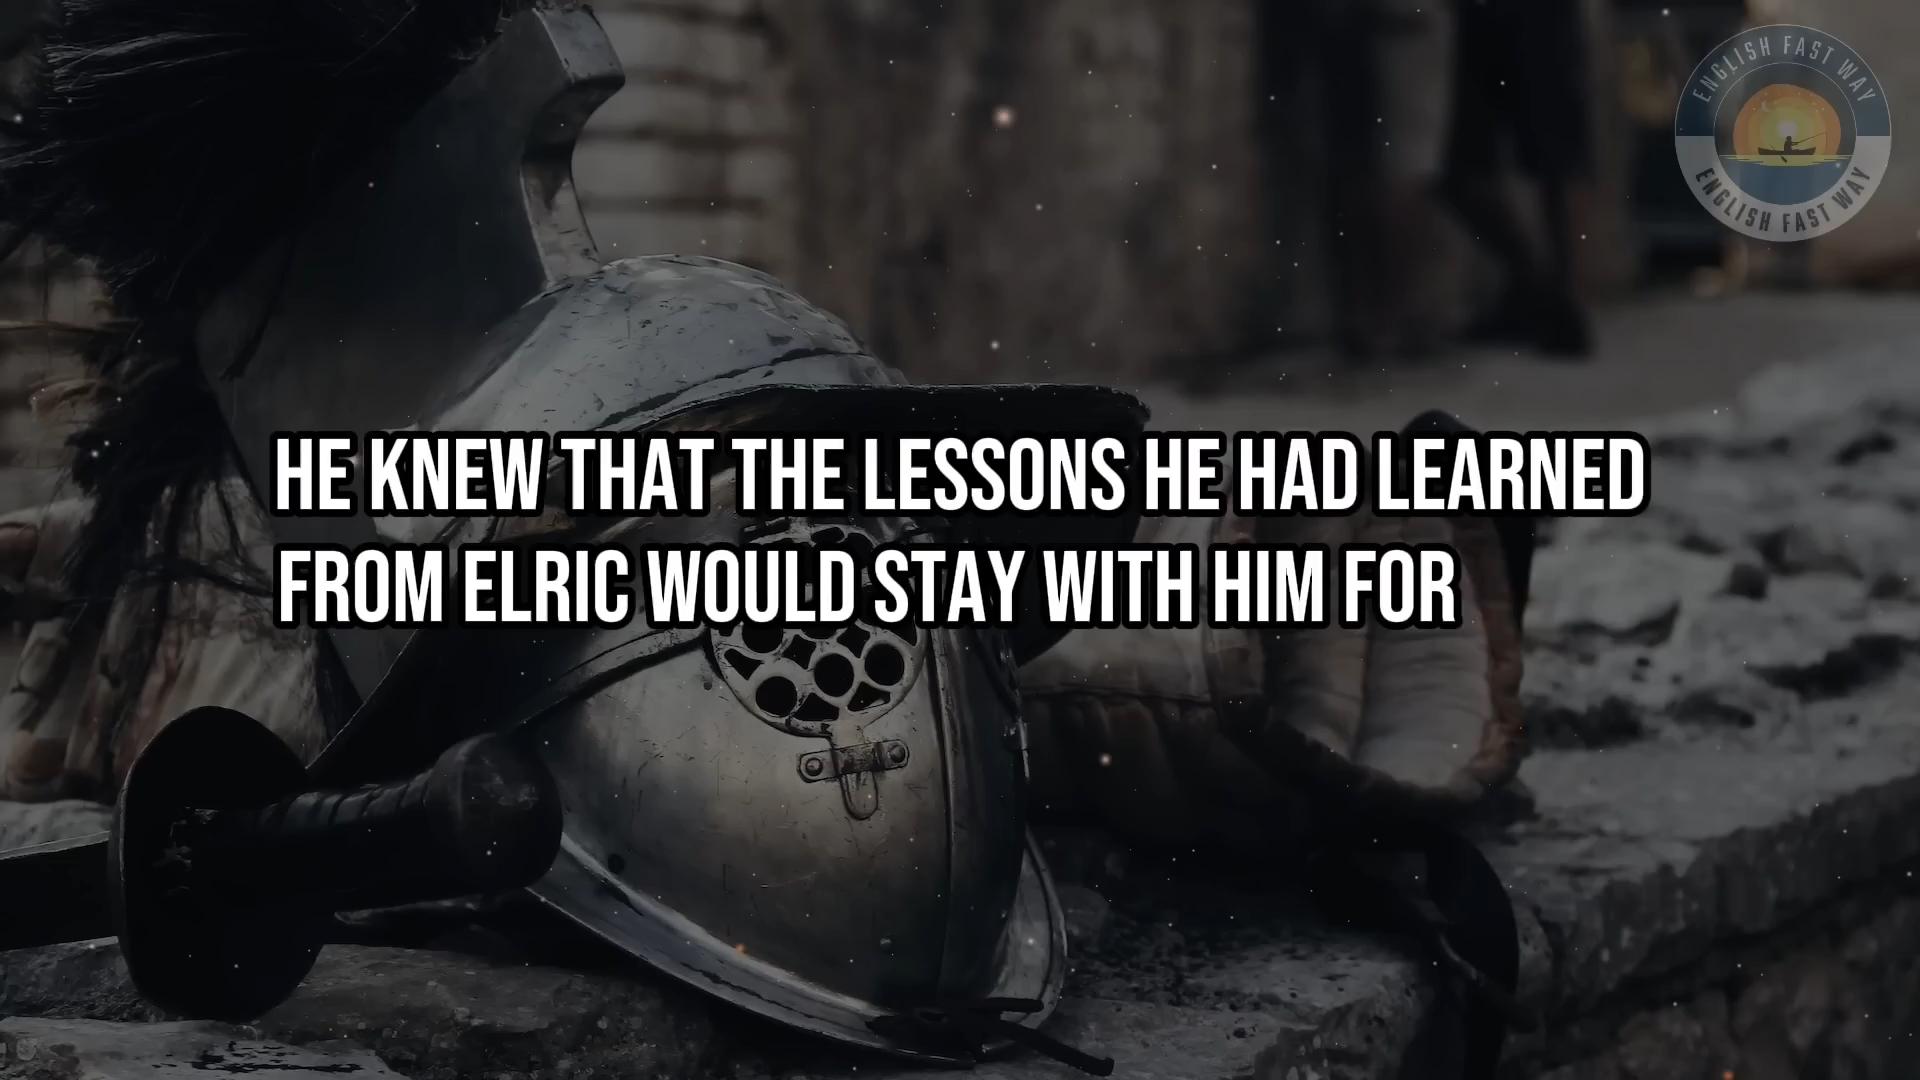 ENGLISH FAST WAY
HE KNEW THAT THE LESSONS HE HAD LEARNED
FROM ELRIC WOULD STAY WITH HIM FOR
ENGLISH FAST WAY